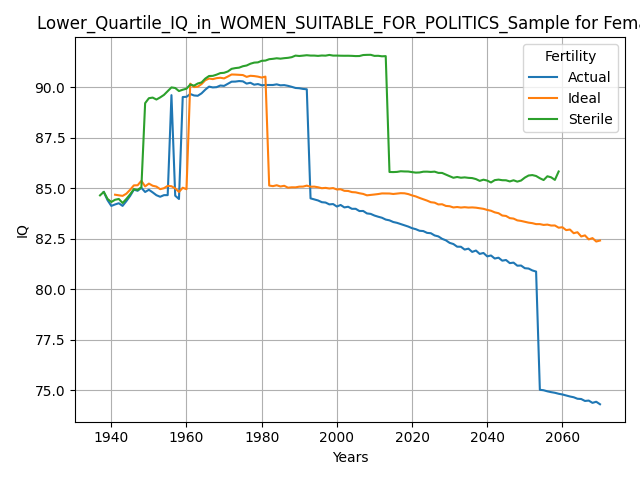 Lower_Quartile_IQ_in_WOMEN_SUITABLE_FOR_POLITICS_Sample for Fema
Fertility
Actual
Ideal
Sterile
90.0
87.5
85.0
82.5
80.0
77.5
75.0
IQ
1940 1960 1980 2000 2020 2040 2060
Years